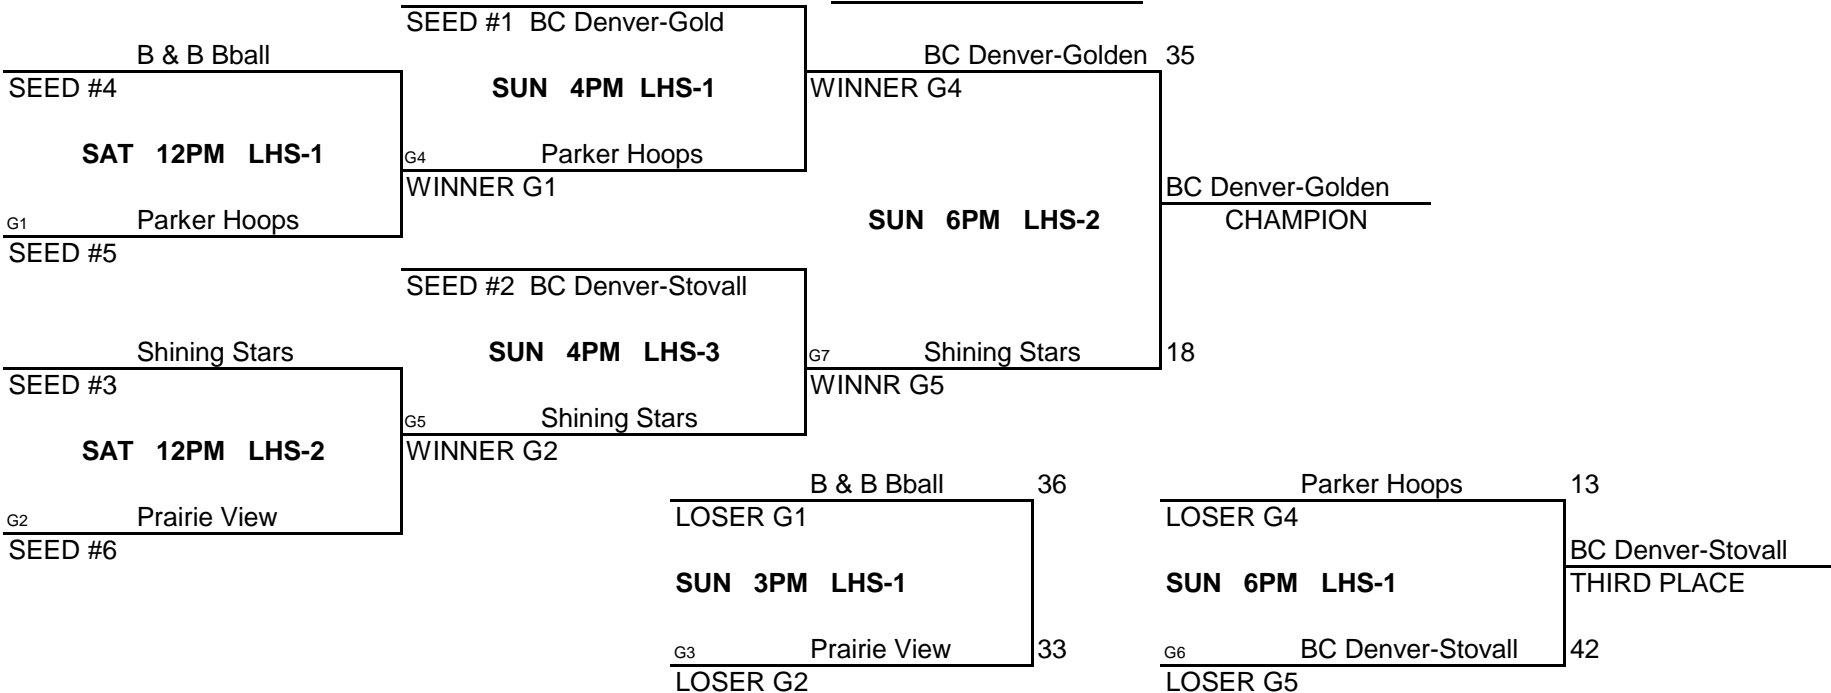 SEED #1 BC Denver-Gold
B & B Bball
BC Denver-Golden 35
SEED #4
SUN 4PM LHS-1
WINNER G4
SAT 12PM LHS-1
G4 Parker Hoops
WINNER G1
BC Denver-Golden
G1 Parker Hoops
SUN 6PM LHS-2
CHAMPION
SEED #5
SEED #2 BC Denver-Stovall
Shining Stars
SUN 4PM LHS-3
G7 Shining Stars 18
SEED #3
WINNR G5
G5 Shining Stars
SAT 12PM LHS-2
WINNER G2
B & B Bball 36
Parker Hoops 13
G2 Prairie View
LOSER G1
LOSER G4
SEED #6
BC Denver-Stovall
SUN 3PM LHS-1
SUN 6PM LHS-1
THIRD PLACE
G3 Prairie View 33
G6 BC Denver-Stovall 42
LOSER G2
LOSER G5